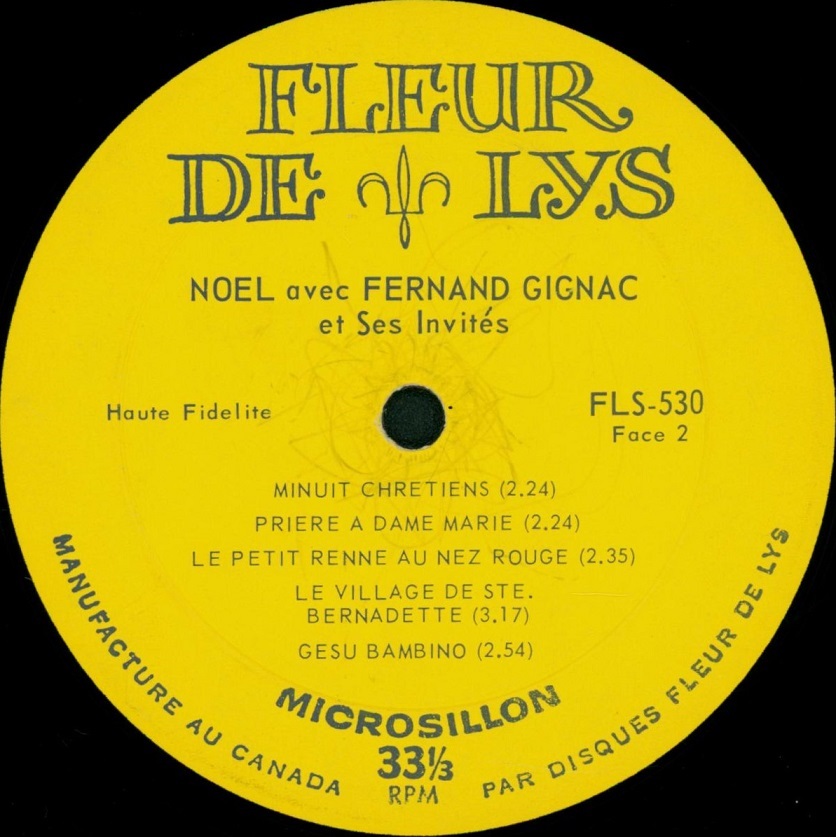 FLEUR
DE LYS
NOEL avec FERNAND GIGNAC
et Ses Invités
Haute Fidelite
FLS-530
Face 2
MINUIT CHRETIENS (2.24)
PRIERE A DAME MARIE (2.24)
LE PETIT RENNE AU NEZ ROUGE (2.35)
LE VILLAGE DE STE.
BERNADETTE (3.17)
GESU BAMBINO (2.54)
MICROSILLON
33⅓
RPM
MANUFACTURE AU CANADA PAR DISQUES FLEUR DE LYS